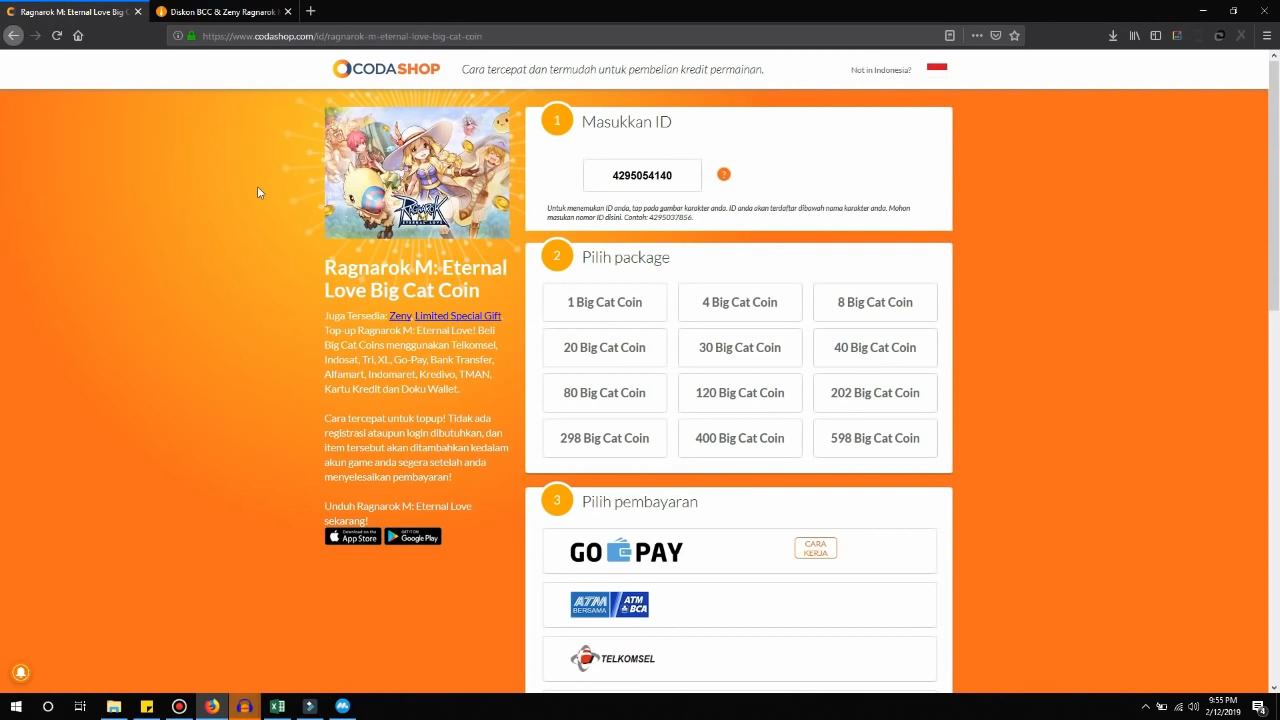 Ragnarok M: Eternal Love Big C
Diskon BCC & Zeny Ragnarok
https://www.codashop.com/id/ragnarok-m-eternal-love-big-cat-coin
CODASHOP
Cara tercepat dan termudah untuk pembelian kredit permainan.
Not in Indonesia?
RAGNAROK
ETERNAL LOVE
Ragnarok M: Eternal
Love Big Cat Coin
Juga Tersedia: Zeny Limited Special Gift
Top-up Ragnarok M: Eternal Love! Beli
Big Cat Coins menggunakan Telkomsel,
Indosat, Tri, XL, Go-Pay, Bank Transfer,
Alfamart, Indomaret, Kredivo, TMAN,
Kartu Kredit dan Doku Wallet.
Cara tercepat untuk topup! Tidak ada
registrasi ataupun login dibutuhkan, dan
item tersebut akan ditambahkan kedalam
akun game anda segera setelah anda
menyelesaikan pembayaran!
Unduh Ragnarok M: Eternal Love
sekarang!
Download on the
App Store
GET IT ON
Google Play
1
Masukkan ID
4295054140
?
Untuk menemukan ID anda, tap pada gambar karakter anda. ID anda akan terdaftar dibawah nama karakter anda. Mohon
masukan nomor ID disini. Contoh: 4295037856.
2
Pilih package
1 Big Cat Coin
4 Big Cat Coin
8 Big Cat Coin
20 Big Cat Coin
30 Big Cat Coin
40 Big Cat Coin
80 Big Cat Coin
120 Big Cat Coin
202 Big Cat Coin
298 Big Cat Coin
400 Big Cat Coin
598 Big Cat Coin
3
Pilih pembayaran
GO PAY
CARA
KERJA
ATM
BERSAMA
ATM
BCA
TELKOMSEL
9:55 PM
2/12/2019